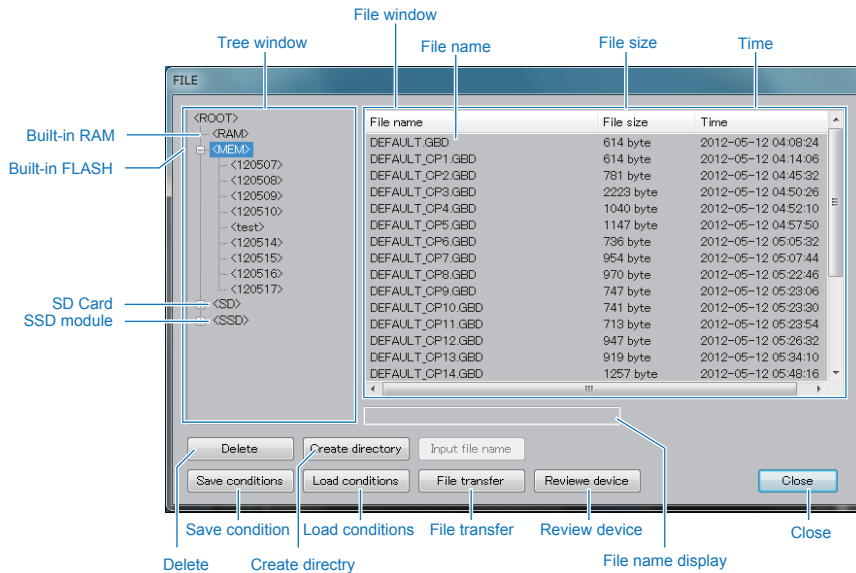 File window
Tree window
File name
File size
Time
FILE
Built-in RAM
Built-in FLASH
SD Card
SSD module
<ROOT>
<RAM>
<MEM>
<120507>
<120508>
<120509>
<120510>
<test>
<120514>
<120515>
<120516>
<120517>
<SD>
<SSD>
File name File size Time
DEFAULT.GBD 614 byte 2012-05-12 04:08:24
DEFAULT_CP1.GBD 614 byte 2012-05-12 04:14:06
DEFAULT_CP2.GBD 781 byte 2012-05-12 04:45:32
DEFAULT_CP3.GBD 2223 byte 2012-05-12 04:50:26
DEFAULT_CP4.GBD 1040 byte 2012-05-12 04:52:10
DEFAULT_CP5.GBD 1147 byte 2012-05-12 04:57:50
DEFAULT_CP6.GBD 736 byte 2012-05-12 05:05:32
DEFAULT_CP7.GBD 954 byte 2012-05-12 05:07:44
DEFAULT_CP8.GBD 970 byte 2012-05-12 05:22:46
DEFAULT_CP9.GBD 747 byte 2012-05-12 05:23:06
DEFAULT_CP10.GBD 741 byte 2012-05-12 05:23:30
DEFAULT_CP11.GBD 713 byte 2012-05-12 05:23:54
DEFAULT_CP12.GBD 947 byte 2012-05-12 05:26:32
DEFAULT_CP13.GBD 919 byte 2012-05-12 05:34:10
DEFAULT_CP14.GBD 1257 byte 2012-05-12 05:48:16
Delete Create directory Input file name
Save conditions Load conditions File transfer Reviewe device Close
Save condition Load conditions File transfer Review device Close
Delete Create directry File name display